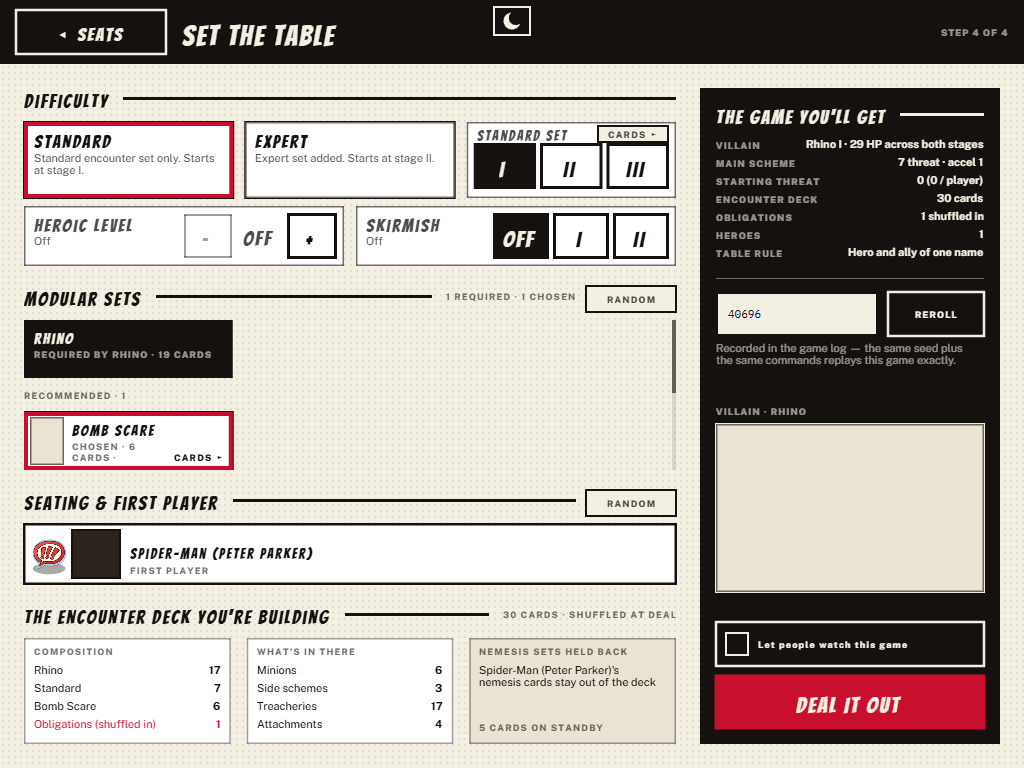 ◂ SEATS
SET THE TABLE
STEP 4 OF 4
DIFFICULTY
STANDARD
Standard encounter set only. Starts
at stage I.
EXPERT
Expert set added. Starts at stage II.
STANDARD SET
CARDS ▸
I
II
III
HEROIC LEVEL
Off
-
OFF
+
SKIRMISH
Off
OFF
I
II
MODULAR SETS
1 REQUIRED · 1 CHOSEN
RANDOM
RHINO
REQUIRED BY RHINO · 19 CARDS
RECOMMENDED · 1
BOMB SCARE
CHOSEN · 6
CARDS ·
CARDS ▸
SEATING & FIRST PLAYER
RANDOM
SPIDER-MAN (PETER PARKER)
FIRST PLAYER
THE ENCOUNTER DECK YOU'RE BUILDING
30 CARDS · SHUFFLED AT DEAL
COMPOSITION
Rhino 17
Standard 7
Bomb Scare 6
Obligations (shuffled in) 1
WHAT'S IN THERE
Minions 6
Side schemes 3
Treacheries 17
Attachments 4
NEMESIS SETS HELD BACK
Spider-Man (Peter Parker)'s
nemesis cards stay out of the deck
5 CARDS ON STANDBY
THE GAME YOU'LL GET
VILLAIN Rhino I · 29 HP across both stages
MAIN SCHEME 7 threat · accel 1
STARTING THREAT 0 (0 / player)
ENCOUNTER DECK 30 cards
OBLIGATIONS 1 shuffled in
HEROES 1
TABLE RULE Hero and ally of one name
40696
REROLL
Recorded in the game log — the same seed plus
the same commands replays this game exactly.
VILLAIN · RHINO
Let people watch this game
DEAL IT OUT